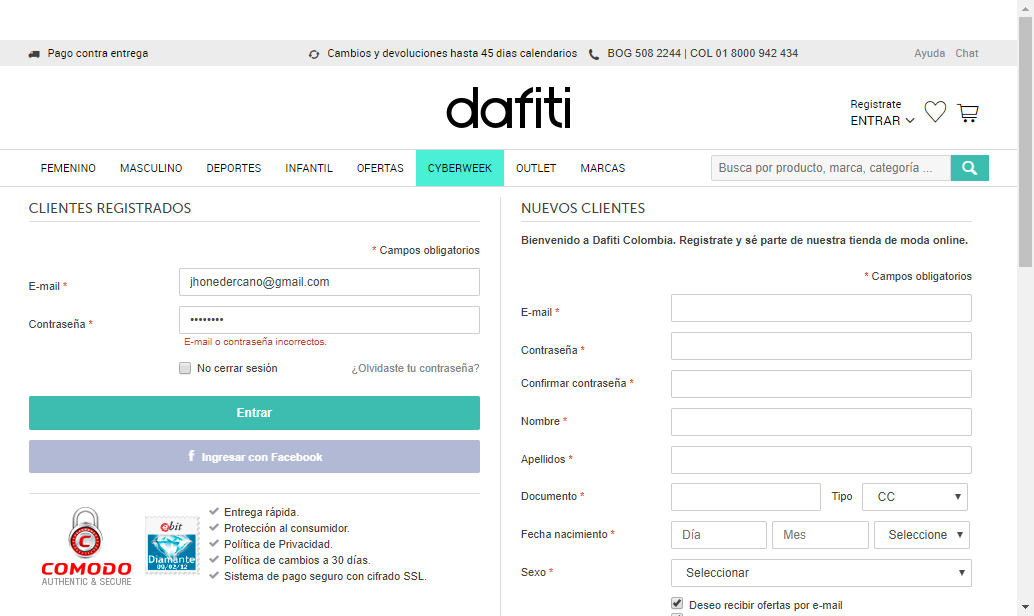 Pago contra entrega
Cambios y devoluciones hasta 45 dias calendarios
BOG 508 2244 | COL 01 8000 942 434
Ayuda
Chat
dafiti
Registrate
ENTRAR
FEMENINO
MASCULINO
DEPORTES
INFANTIL
OFERTAS
CYBERWEEK
OUTLET
MARCAS
Busca por producto, marca, categoría ...
CLIENTES REGISTRADOS
* Campos obligatorios
E-mail *
jhonedercano@gmail.com
Contraseña *
••••••••
E-mail o contraseña incorrectos.
No cerrar sesión
¿Olvidaste tu contraseña?
Entrar
f Ingresar con Facebook
COMODO
AUTHENTIC & SECURE
ebit
Diamante
09/02/12
Entrega rápida.
Protección al consumidor.
Política de Privacidad.
Política de cambios a 30 días.
Sistema de pago seguro con cifrado SSL.
NUEVOS CLIENTES
Bienvenido a Dafiti Colombia. Registrate y sé parte de nuestra tienda de moda online.
* Campos obligatorios
E-mail *
Contraseña *
Confirmar contraseña *
Nombre *
Apellidos *
Documento *
Tipo
CC
Fecha nacimiento *
Día
Mes
Seleccione
Sexo *
Seleccionar
Deseo recibir ofertas por e-mail